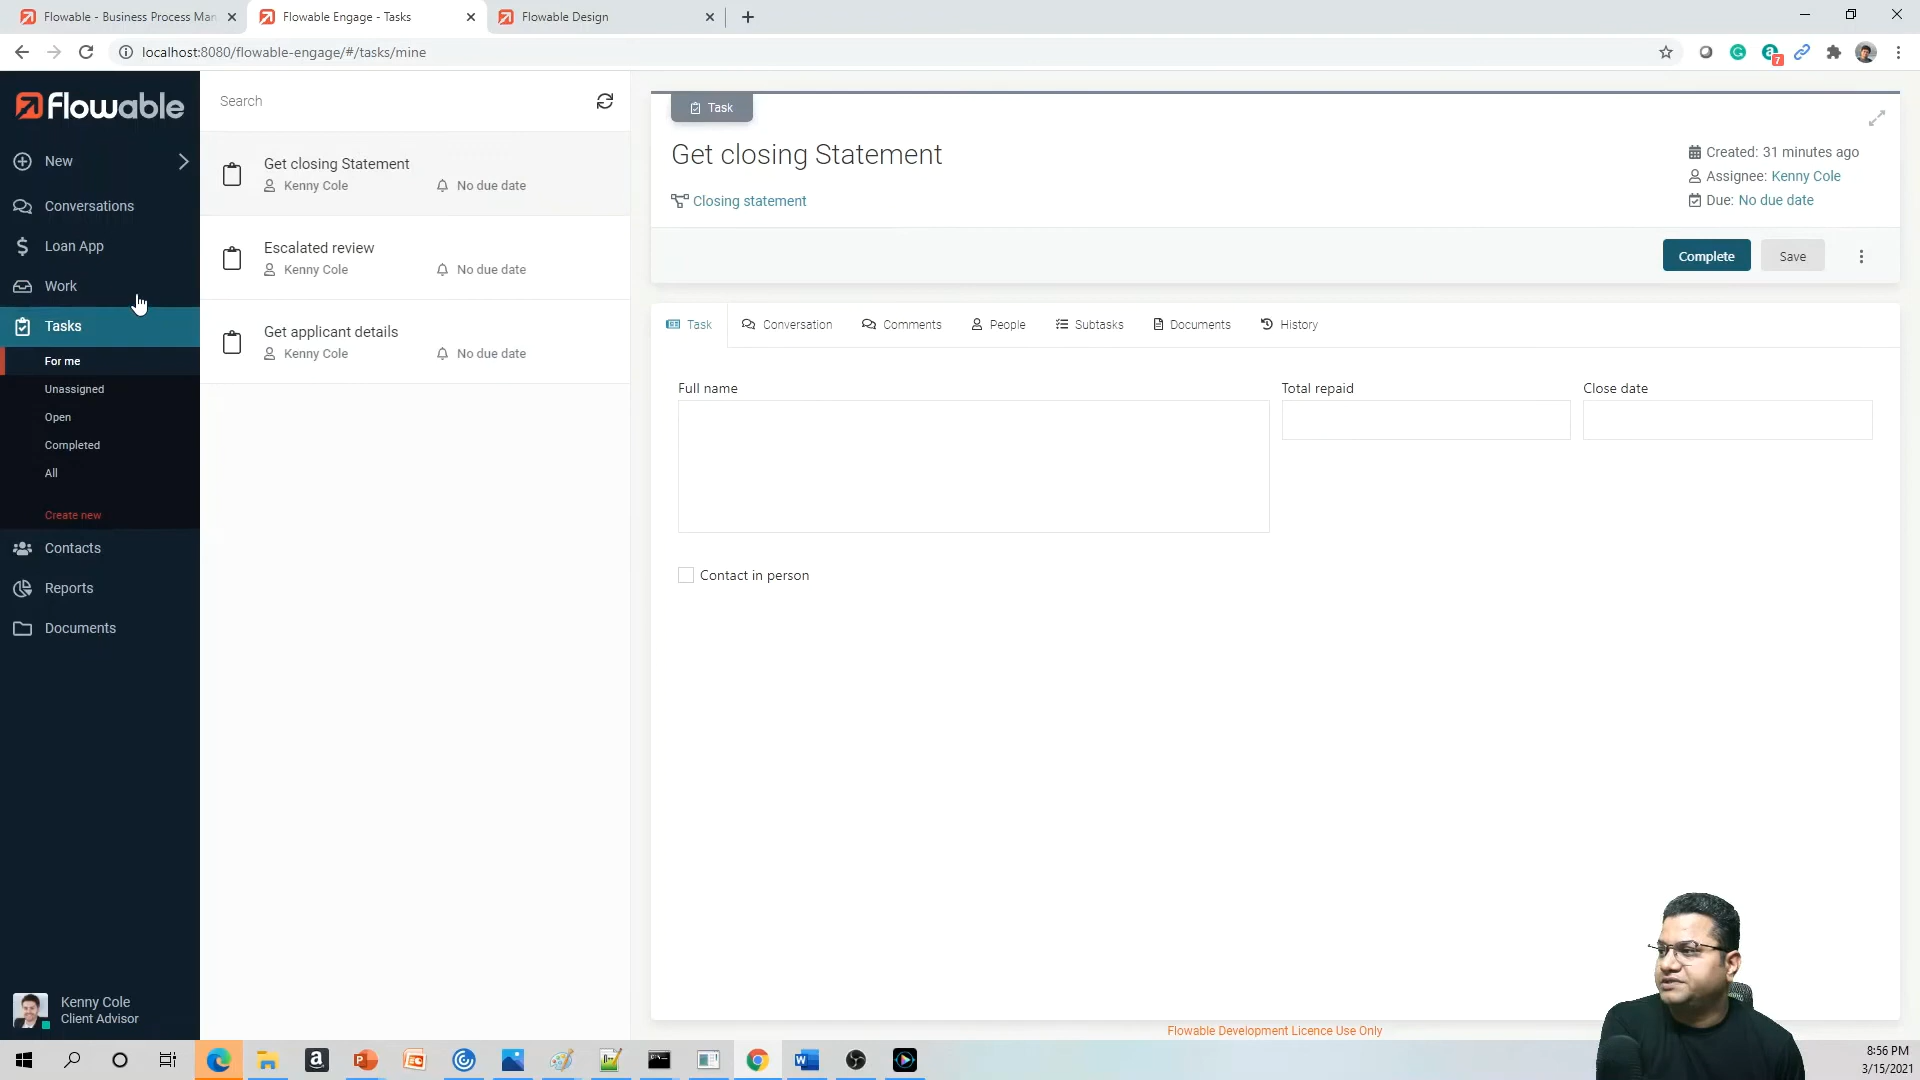 Flowable - Business Process Man
Flowable Engage - Tasks
Flowable Design
localhost:8080/flowable-engage/#/tasks/mine
7
Flowable
New
Conversations
Loan App
Work
Tasks
For me
Unassigned
Open
Completed
All
Create new
Contacts
Reports
Documents
Kenny Cole
Client Advisor
Search
Get closing Statement
Kenny Cole
No due date
Escalated review
Kenny Cole
No due date
Get applicant details
Kenny Cole
No due date
Task
Get closing Statement
Closing statement
Created: 31 minutes ago
Assignee: Kenny Cole
Due: No due date
Complete
Save
Task
Conversation
Comments
People
Subtasks
Documents
History
Full name
Total repaid
Close date
Contact in person
Flowable Development Licence Use Only
8:56 PM
3/15/2021